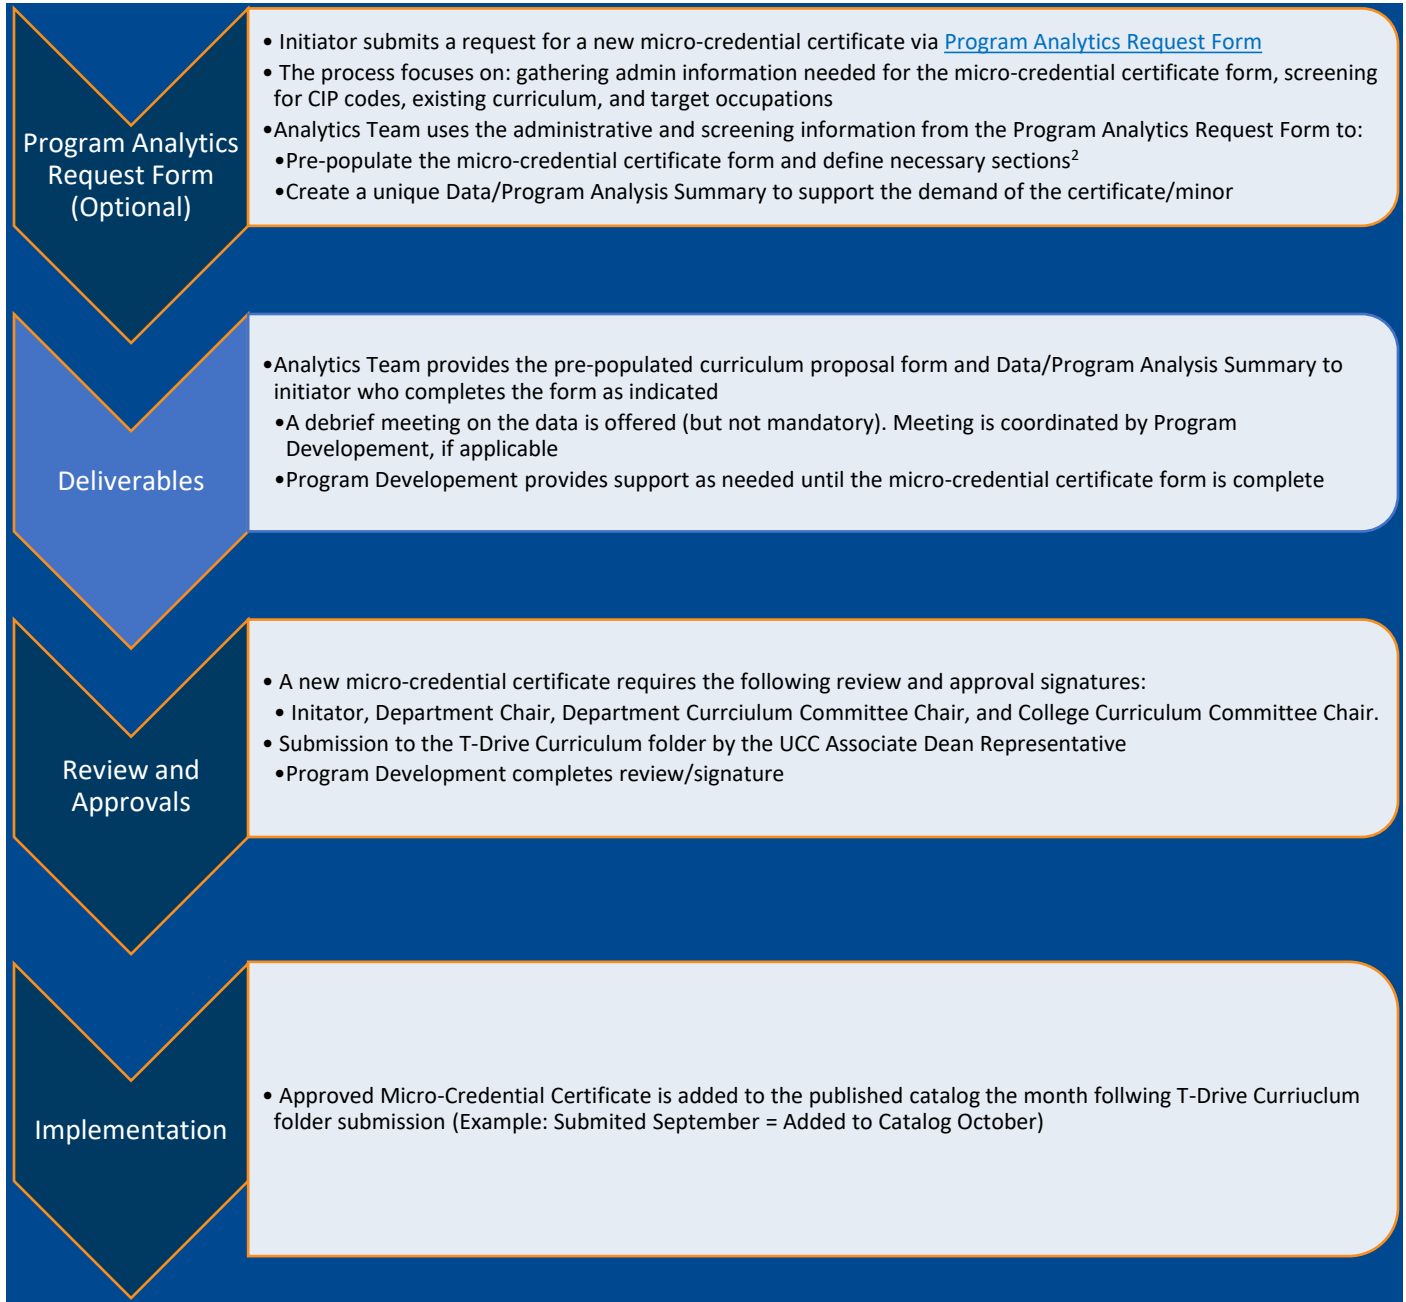 Program Analytics
Request Form
(Optional)
• Initiator submits a request for a new micro-credential certificate via Program Analytics Request Form
• The process focuses on: gathering admin information needed for the micro-credential certificate form, screening
for CIP codes, existing curriculum, and target occupations
•Analytics Team uses the administrative and screening information from the Program Analytics Request Form to:
•Pre-populate the micro-credential certificate form and define necessary sections²
•Create a unique Data/Program Analysis Summary to support the demand of the certificate/minor
Deliverables
•Analytics Team provides the pre-populated curriculum proposal form and Data/Program Analysis Summary to
initiator who completes the form as indicated
•A debrief meeting on the data is offered (but not mandatory). Meeting is coordinated by Program
Developement, if applicable
•Program Developement provides support as needed until the micro-credential certificate form is complete
Review and
Approvals
• A new micro-credential certificate requires the following review and approval signatures:
• Initator, Department Chair, Department Currciulum Committee Chair, and College Curriculum Committee Chair.
• Submission to the T-Drive Curriculum folder by the UCC Associate Dean Representative
•Program Development completes review/signature
Implementation
• Approved Micro-Credential Certificate is added to the published catalog the month follwing T-Drive Curriuclum
folder submission (Example: Submited September = Added to Catalog October)